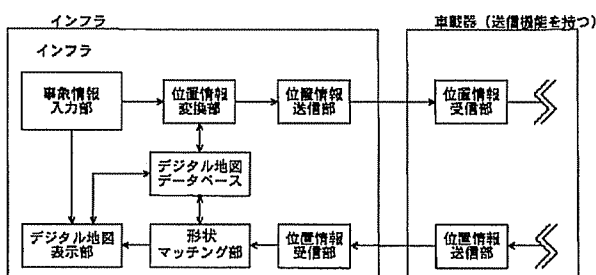 インフラ
車載器（送信機能を持つ）
インフラ
事象情報
入力部
位置情報
変換部
位置情報
送信部
位置情報
受信部
デジタル地図
データベース
デジタル地図
表示部
形状
マッチング部
位置情報
受信部
位置情報
送信部